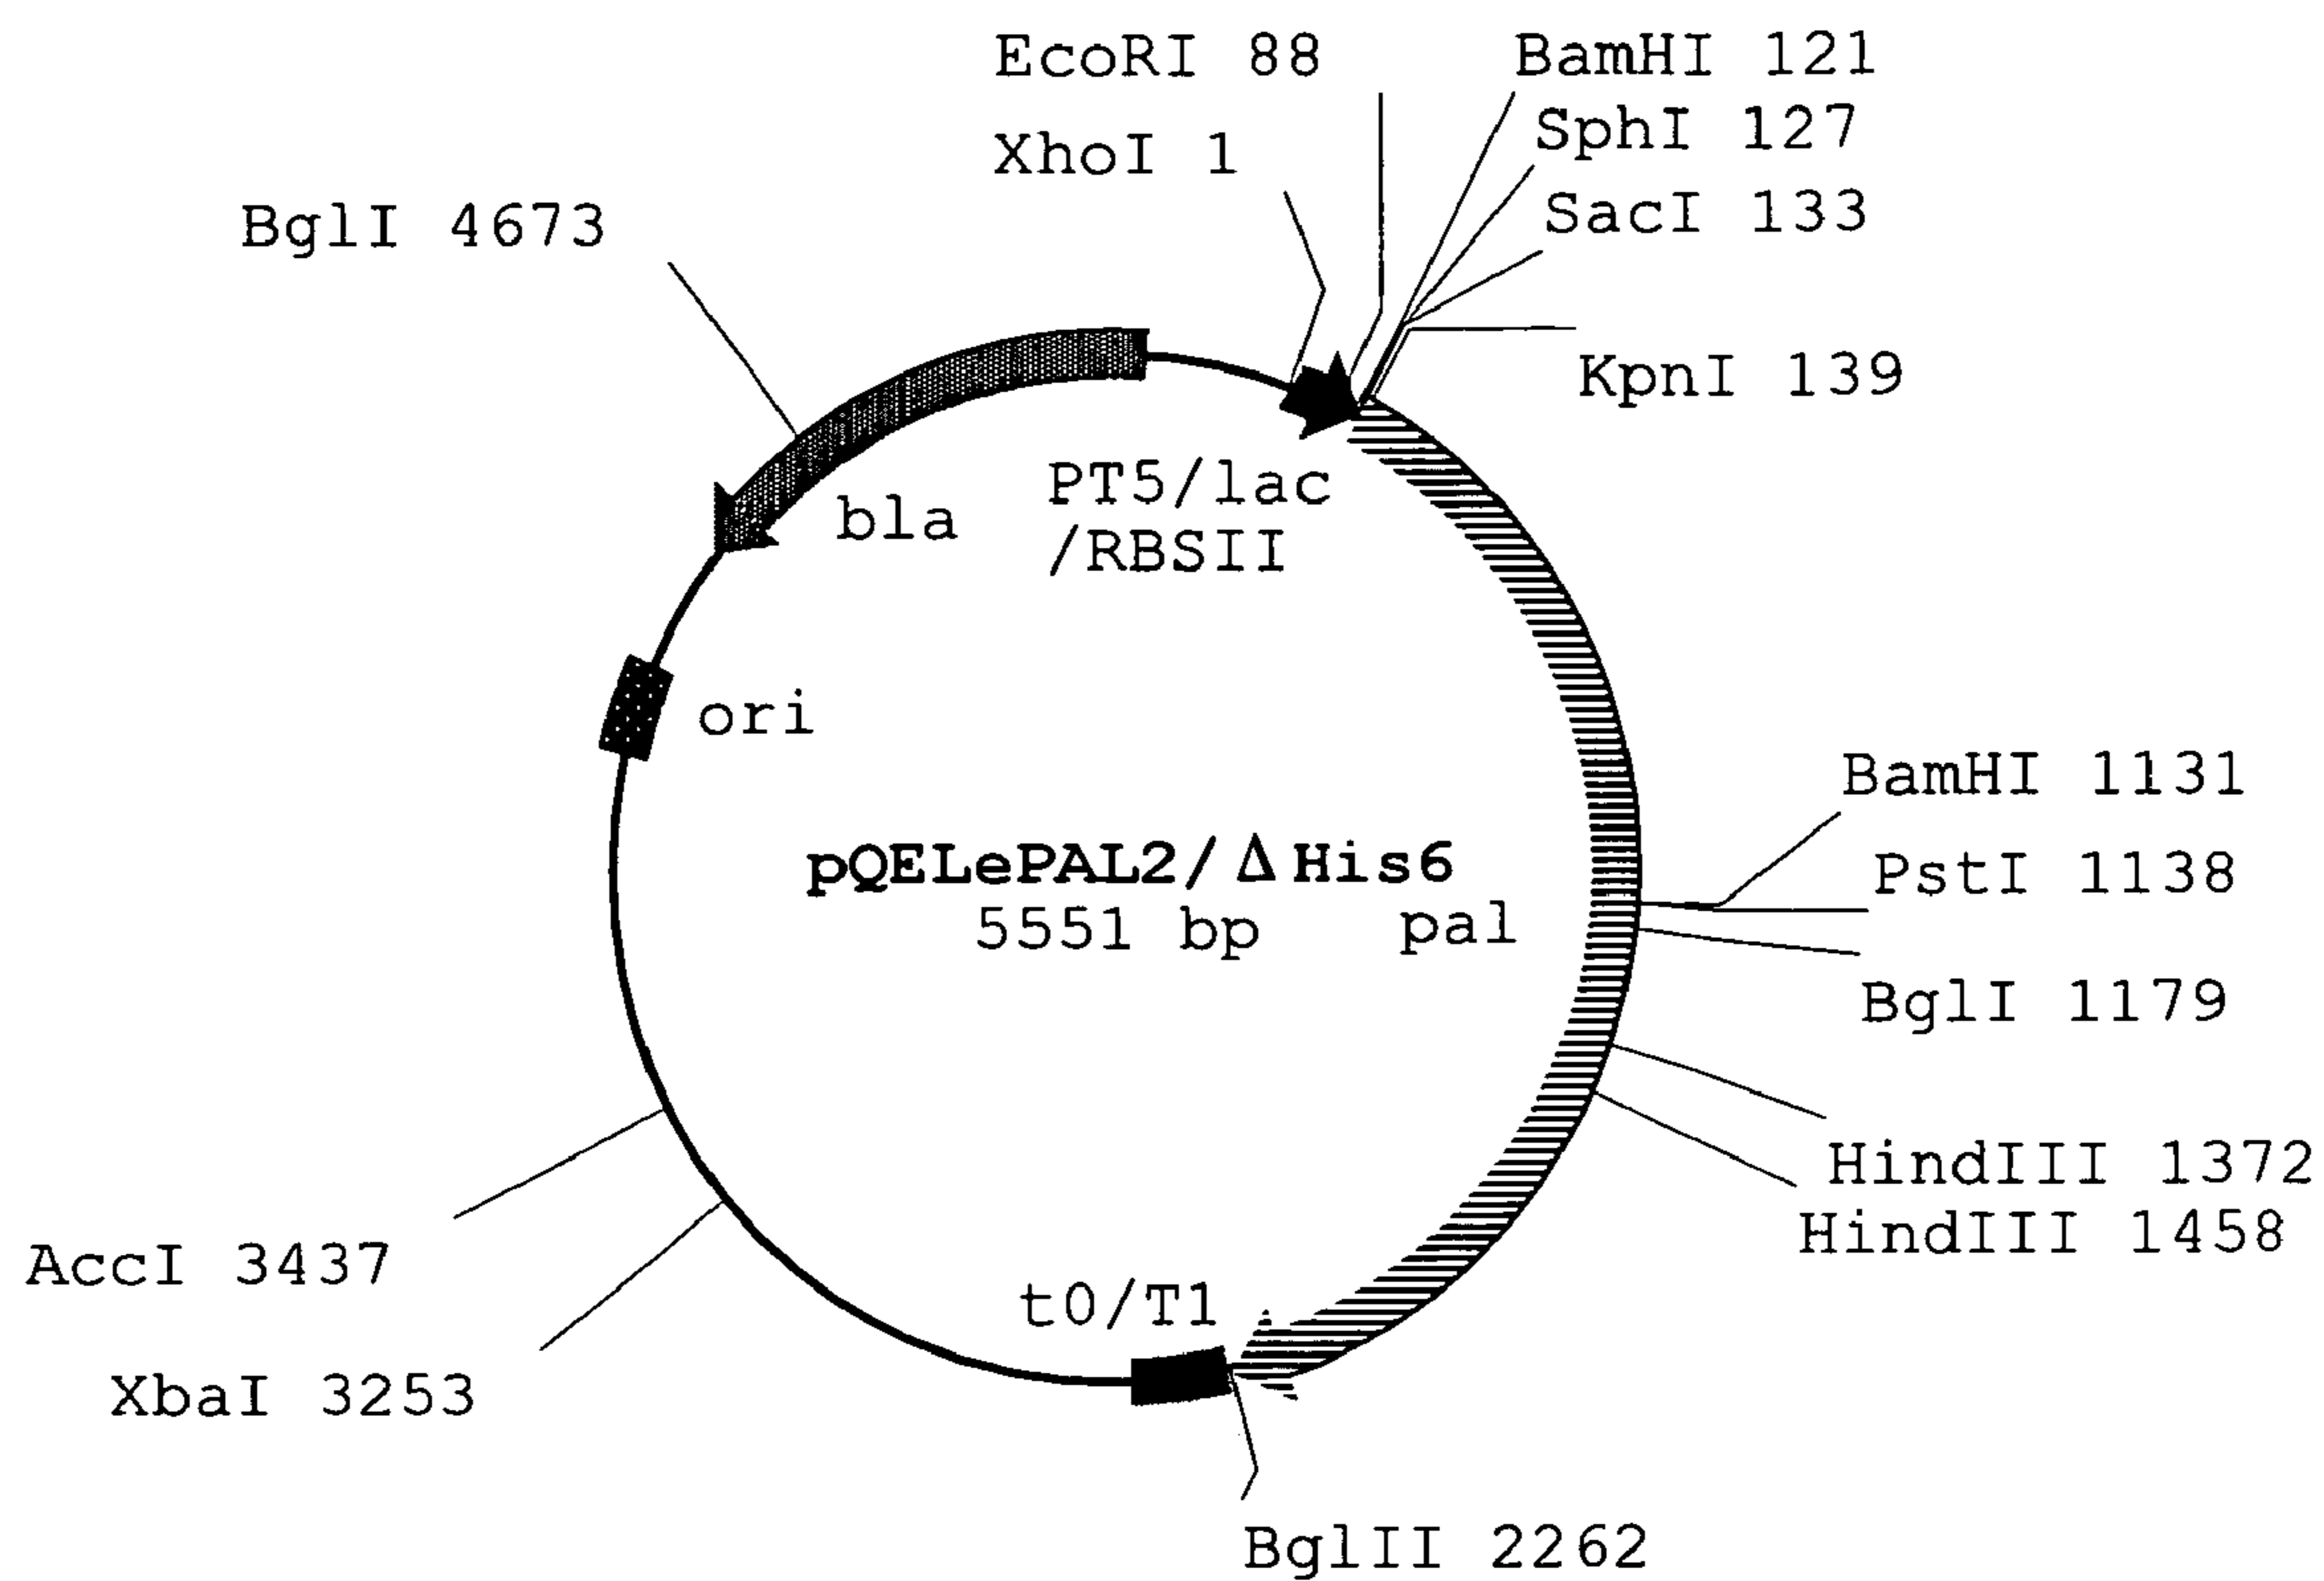 EcoRI 88
BamHI 121
XhoI 1
SphI 127
SacI 133
BglI 4673
KpnI 139
PT5/lac
/RBSII
bla
ori
BamHI 1131
pQELePAL2/ΔHis6
PstI 1138
5551 bp
pal
BglI 1179
HindIII 1372
HindIII 1458
AccI 3437
t0/T1
XbaI 3253
BglII 2262